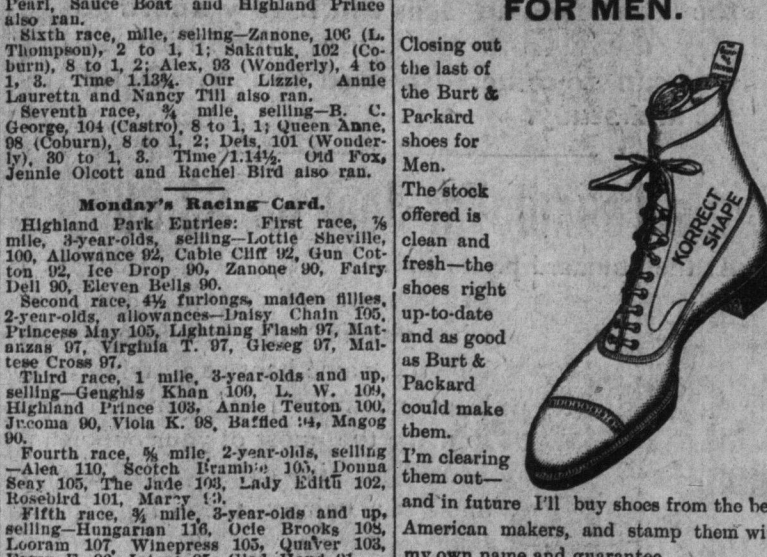 Pearl, Sauce Boat and Highland Prince
also ran.
Sixth race, mile, selling—Zanone, 106 (L.
Thompson), 2 to 1, 1; Sakatuk, 102 (Co-
burn), 8 to 1, 2; Alex, 93 (Wonderly), 4 to
1, 3. Time 1.13¾. Our Lizzie, Annie
Lauretta and Nancy Till also ran.
Seventh race, ¾ mile, selling—B. C.
George, 104 (Castro), 8 to 1, 1; Queen Anne,
98 (Coburn), 8 to 1, 2; Deis, 101 (Wonder-
ly), 30 to 1, 3. Time 1.14½. Old Fox,
Jennie Olcott and Rachel Bird also ran.
Monday's Racing Card.
Highland Park Entries: First race, ⅞
mile, 3-year-olds, selling—Lottie Sheville,
100, Allowance 92, Cable Cliff 92, Gun Cot-
ton 92, Ice Drop 90, Zanone 90, Fairy
Dell 90, Eleven Bells 90.
Second race, 4½ furlongs, maiden fillies,
2-year-olds, allowances—Daisy Chain 105,
Princess May 105, Lightning Flash 97, Mat-
anzas 97, Virginia T. 97, Gieseg 97, Mal-
tese Cross 97.
Third race, 1 mile, 3-year-olds and up,
selling—Genghis Khan 109, L. W. 109,
Highland Prince 103, Annie Teuton 100,
Jucoma 90, Viola K. 98, Baffled 94, Magog
90.
Fourth race, ⅝ mile, 2-year-olds, selling
—Alea 110, Scotch Bramble 105, Donna
Seay 105, The Jade 103, Lady Edith 102,
Rosebird 101,
Fifth race, ¾ mile, 3-year-olds and up,
selling—Hungarian 116, Ocie Brooks 108,
Looram 107, Winepress 105, Quaver 103,
FOR MEN.
Closing out
the last of
the Burt &
Packard
shoes for
Men.
The stock
offered is
clean and
fresh—the
shoes right
up-to-date
and as good
as Burt &
Packard
could make
them.
I'm clearing
them out—
and in future I'll buy shoes from the be
American makers, and stamp them wi
my own name and guarantee
KORRECT
SHAPE